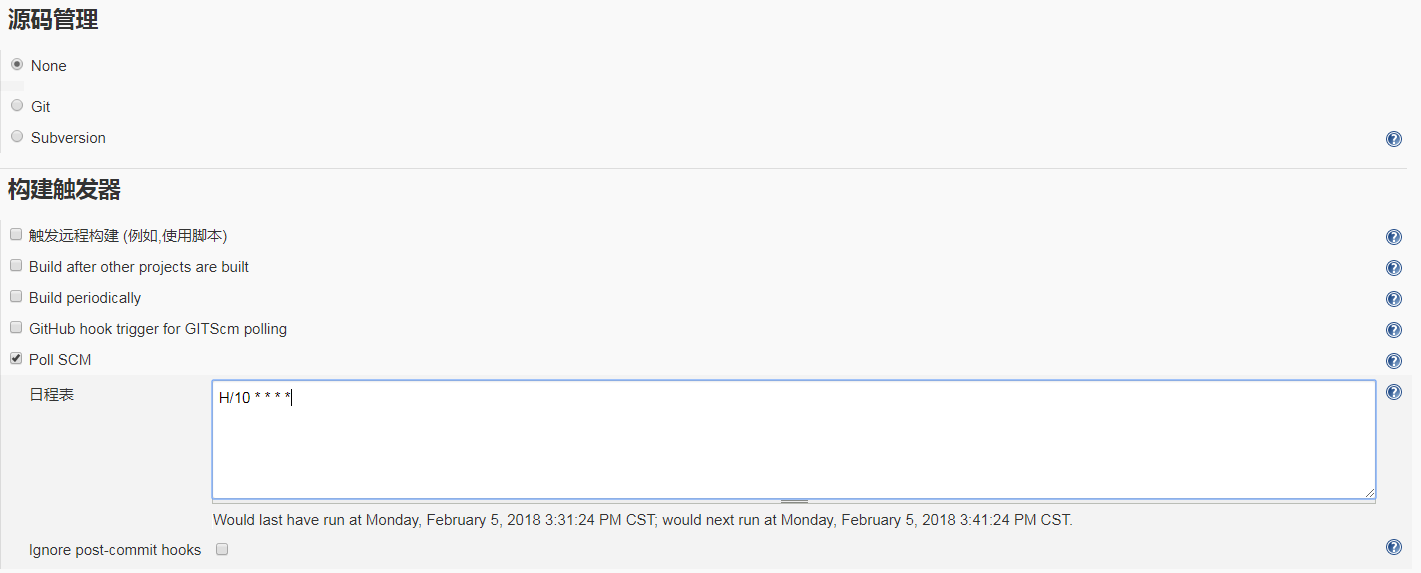 源码管理
None
Git
Subversion
构建触发器
触发远程构建 (例如,使用脚本)
Build after other projects are built
Build periodically
GitHub hook trigger for GITScm polling
Poll SCM
日程表
H/10 * * * *
Would last have run at Monday, February 5, 2018 3:31:24 PM CST; would next run at Monday, February 5, 2018 3:41:24 PM CST.
Ignore post-commit hooks